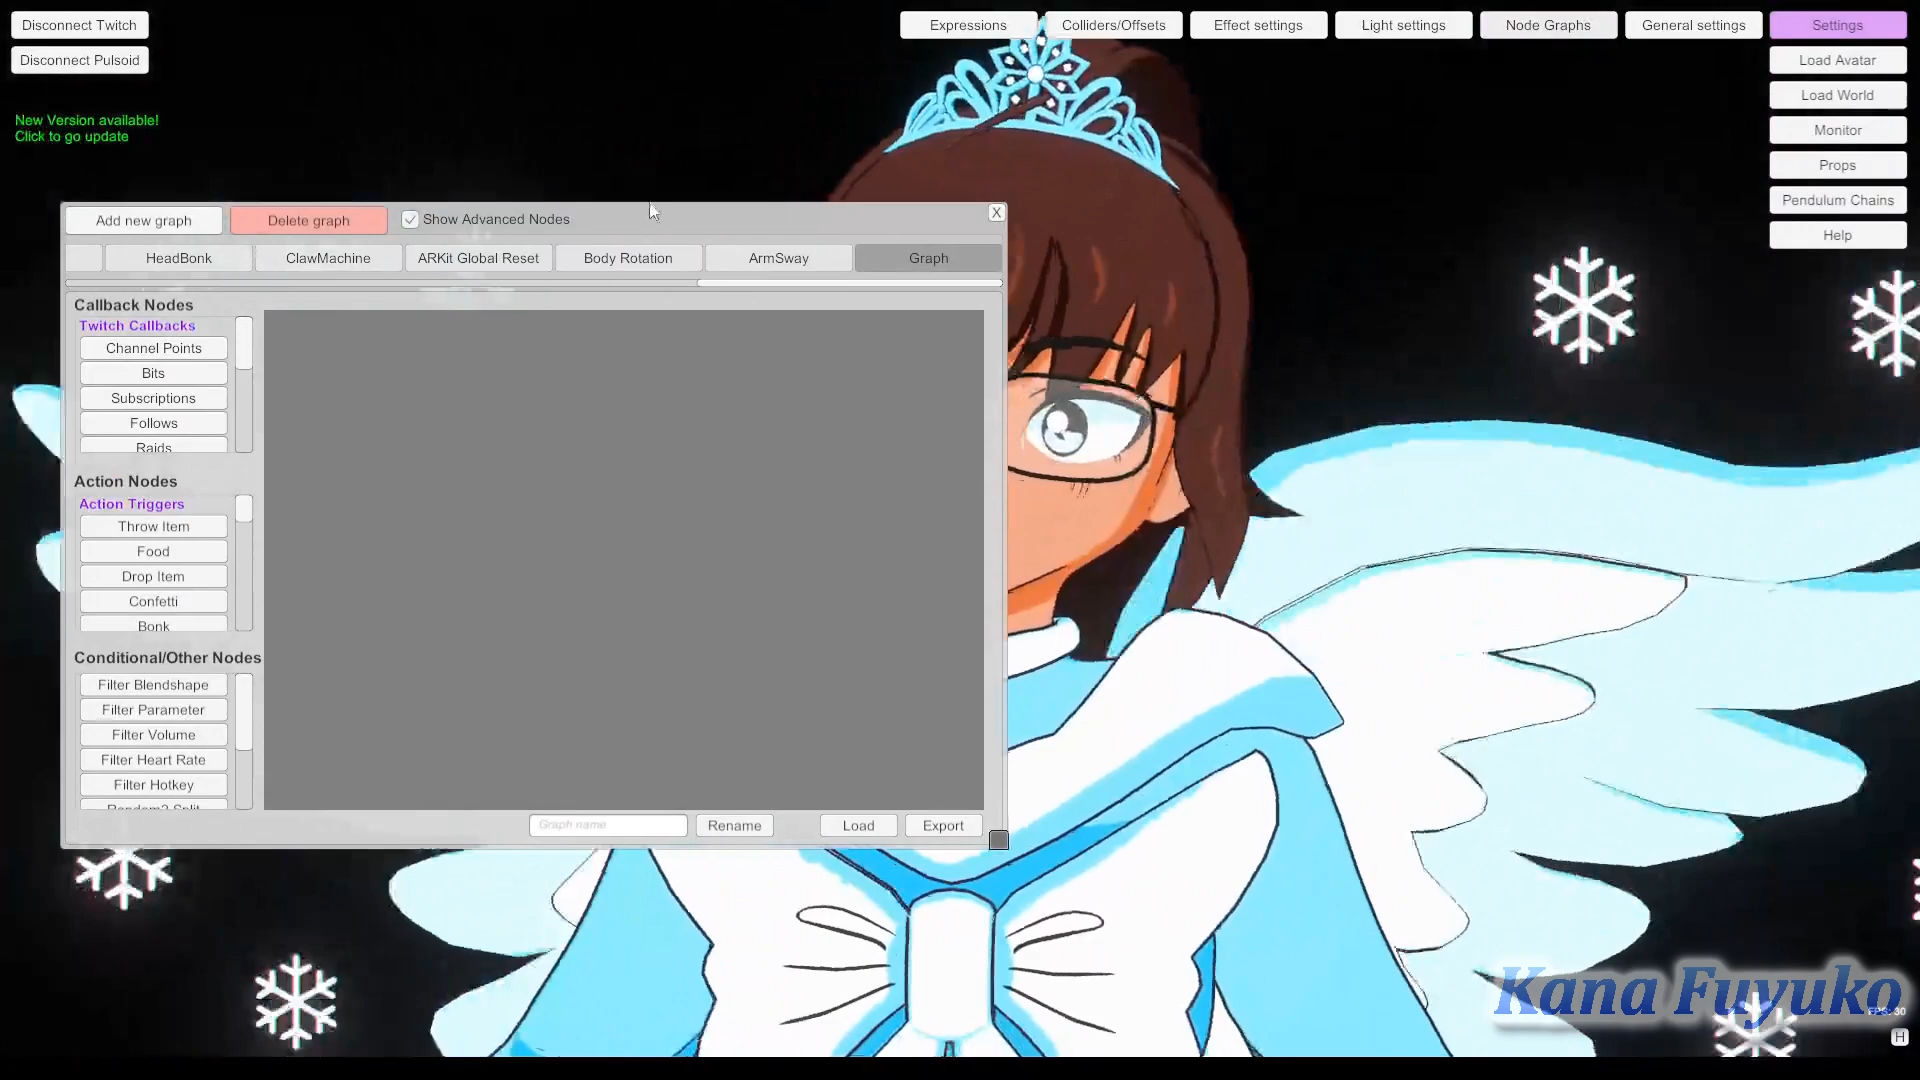 Disconnect Twitch
Disconnect Pulsoid
New Version available!
Click to go update
Expressions
Colliders/Offsets
Effect settings
Light settings
Node Graphs
General settings
Settings
Load Avatar
Load World
Monitor
Props
Pendulum Chains
Help
Add new graph
Delete graph
Show Advanced Nodes
X
HeadBonk
ClawMachine
ARKit Global Reset
Body Rotation
ArmSway
Graph
Callback Nodes
Twitch Callbacks
Channel Points
Bits
Subscriptions
Follows
Raids
Action Nodes
Action Triggers
Throw Item
Food
Drop Item
Confetti
Bonk
Conditional/Other Nodes
Filter Blendshape
Filter Parameter
Filter Volume
Filter Heart Rate
Filter Hotkey
Random2 Split
Graph name
Rename
Load
Export
Kana Fuyuko
FPS: 30
H